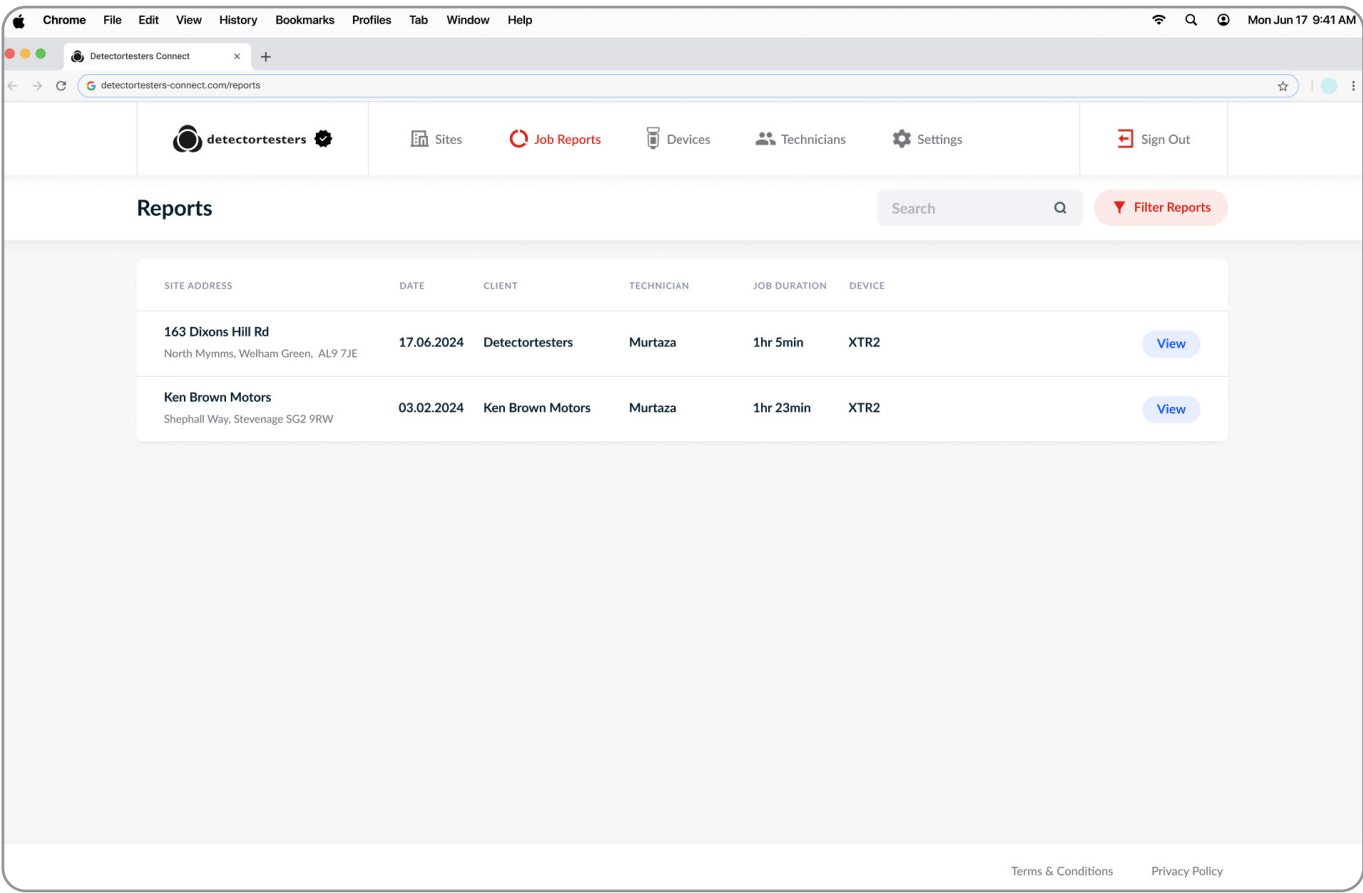 Chrome File Edit View History Bookmarks Profiles Tab Window Help Mon Jun 17 9:41 AM
Detectortesters Connect
detectortesters-connect.com/reports
detectortesters Sites Job Reports Devices Technicians Settings Sign Out
Reports Search Filter Reports
SITE ADDRESS DATE CLIENT TECHNICIAN JOB DURATION DEVICE
163 Dixons Hill Rd
North Mymms, Welham Green, AL9 7JE
17.06.2024 Detectortesters Murtaza 1hr 5min XTR2 View
Ken Brown Motors
Shephall Way, Stevenage SG2 9RW
03.02.2024 Ken Brown Motors Murtaza 1hr 23min XTR2 View
Terms & Conditions Privacy Policy